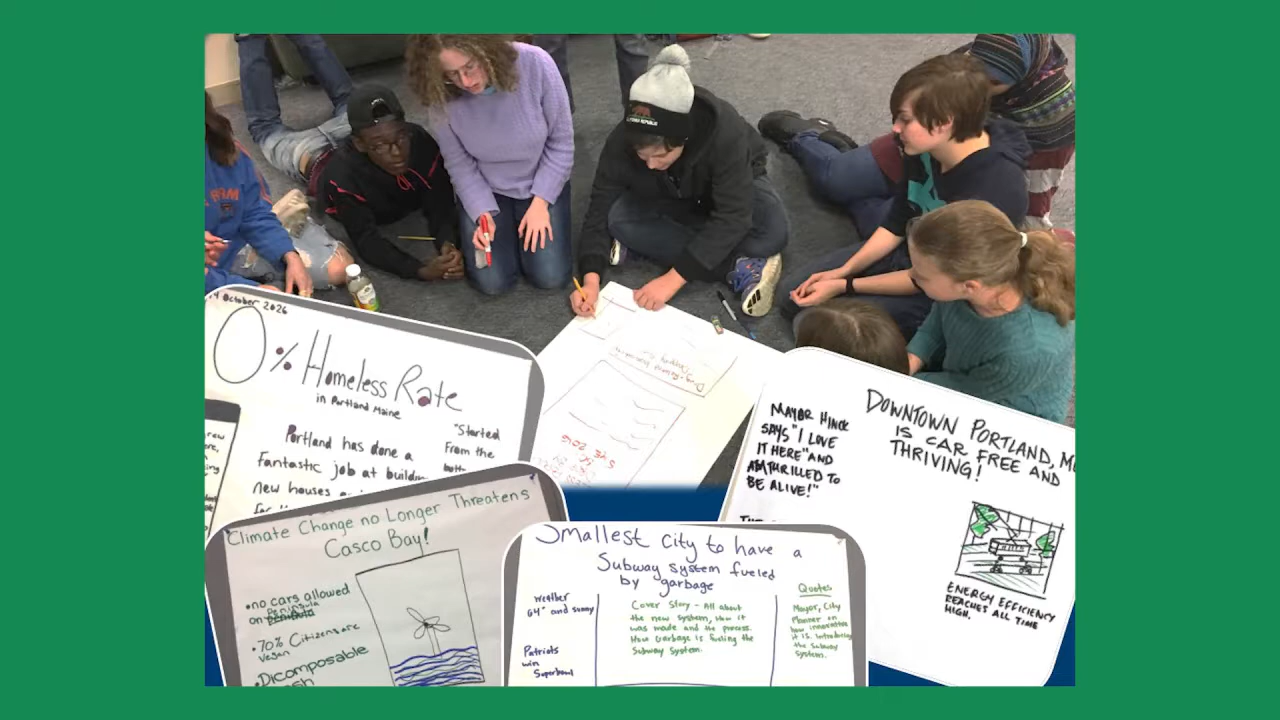 14 October 2026
0% Homeless Rate
in Portland Maine
Portland has done a
fantastic job at
new houses
"Started
From the
Climate Change no Longer Threatens
Casco Bay!
•no cars allowed
on Peninsula
•70% Citizens are
vegan
•Dicomposable
Smallest City to have a
Subway system fueled
by garbage
Weather
64° and sunny
Patriots
win
Superbowl
Cover Story - All about
the new system, How it
was made and the process.
How Garbage is fueling the
Subway System.
Quotes:
Mayor, City
on
how innovative
it is. Introducing
the Subway
System.
MAYOR HINCK
SAYS "I LOVE
IT HERE" AND
AM THRILLED TO
BE ALIVE!"
DOWNTOWN PORTLAND, ME
IS CAR FREE AND
THRIVING!
ENERGY EFFICIENCY
REACHES ALL TIME
HIGH.